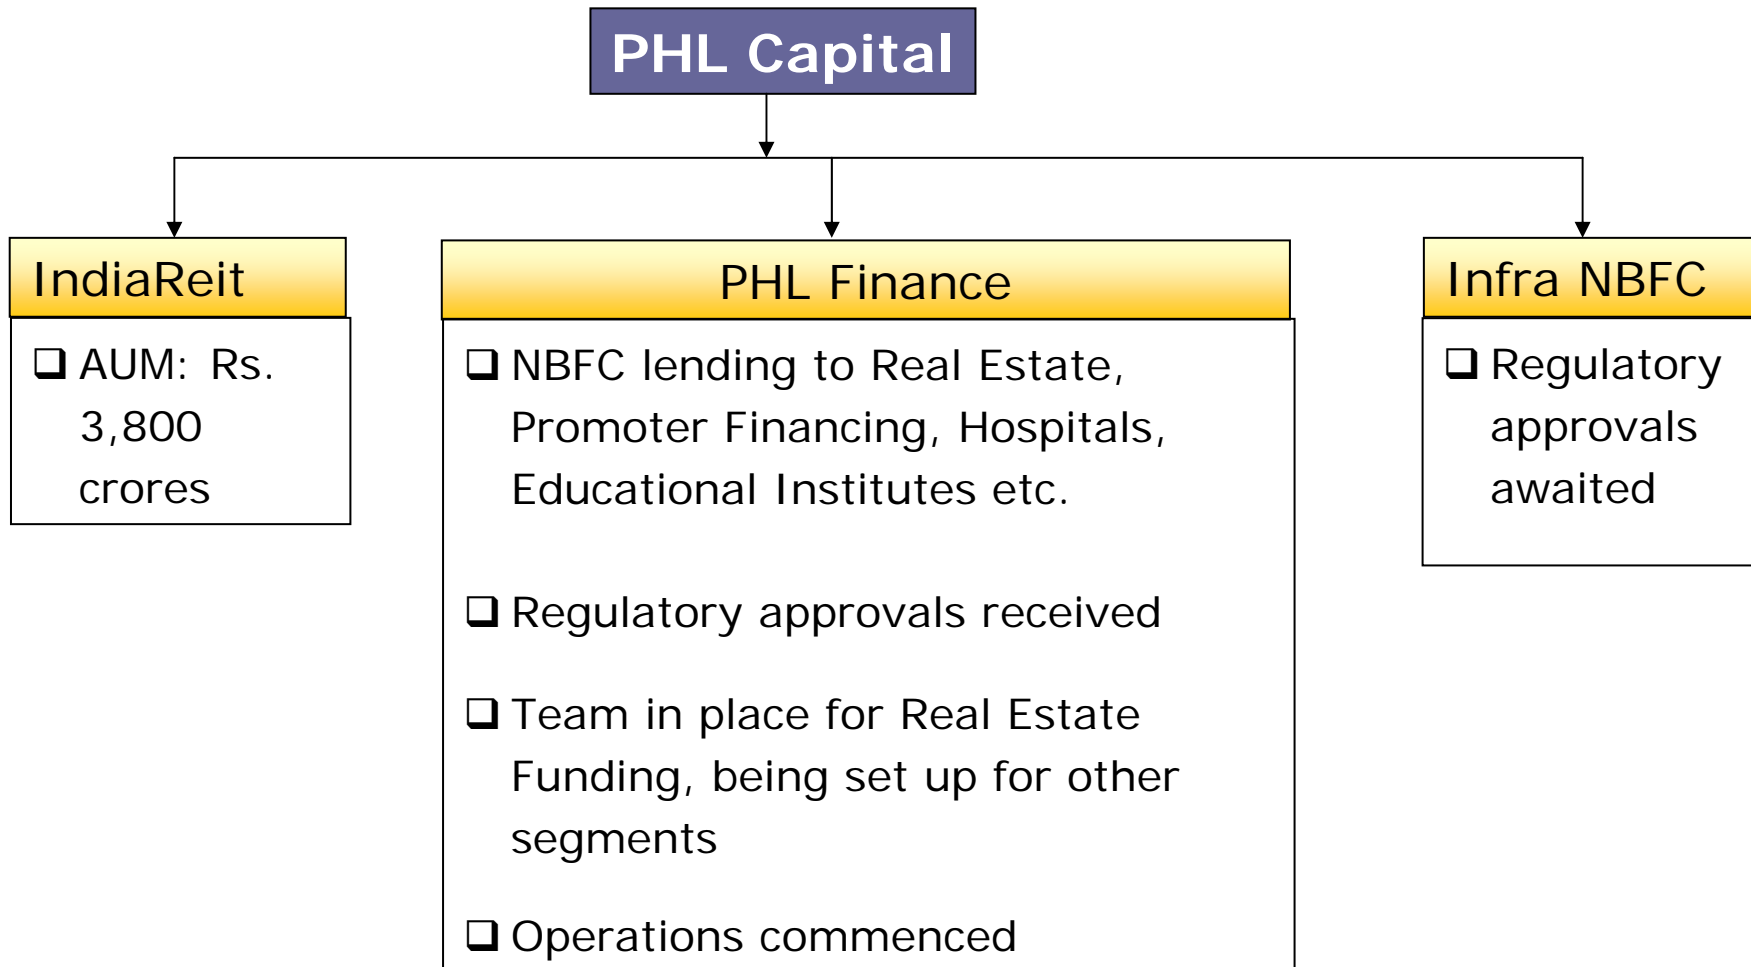 PHL Capital
IndiaReit
❑ AUM: Rs.
3,800
crores
PHL Finance
❑ NBFC lending to Real Estate,
Promoter Financing, Hospitals,
Educational Institutes etc.
❑ Regulatory approvals received
❑ Team in place for Real Estate
Funding, being set up for other
segments
❑ Operations commenced
Infra NBFC
❑ Regulatory
approvals
awaited